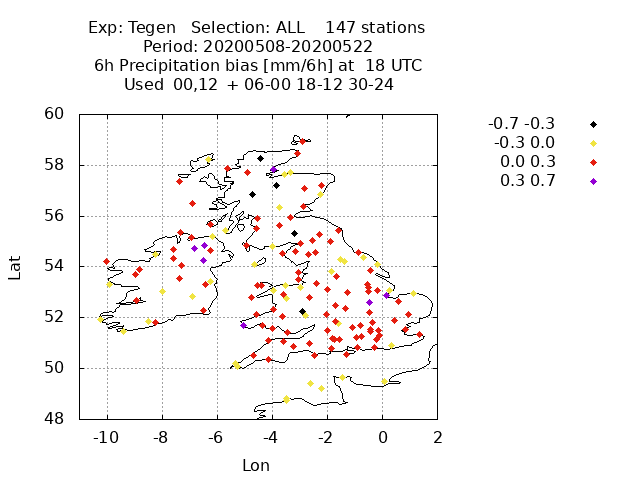 Exp: Tegen Selection: ALL 147 stations
Period: 20200508-20200522
6h Precipitation bias [mm/6h] at 18 UTC
Used 00,12 + 06-00 18-12 30-24
-0.7 -0.3
-0.3 0.0
0.0 0.3
0.3 0.7
60
58
56
54
52
50
48
Lat
-10 -8 -6 -4 -2 0 2
Lon